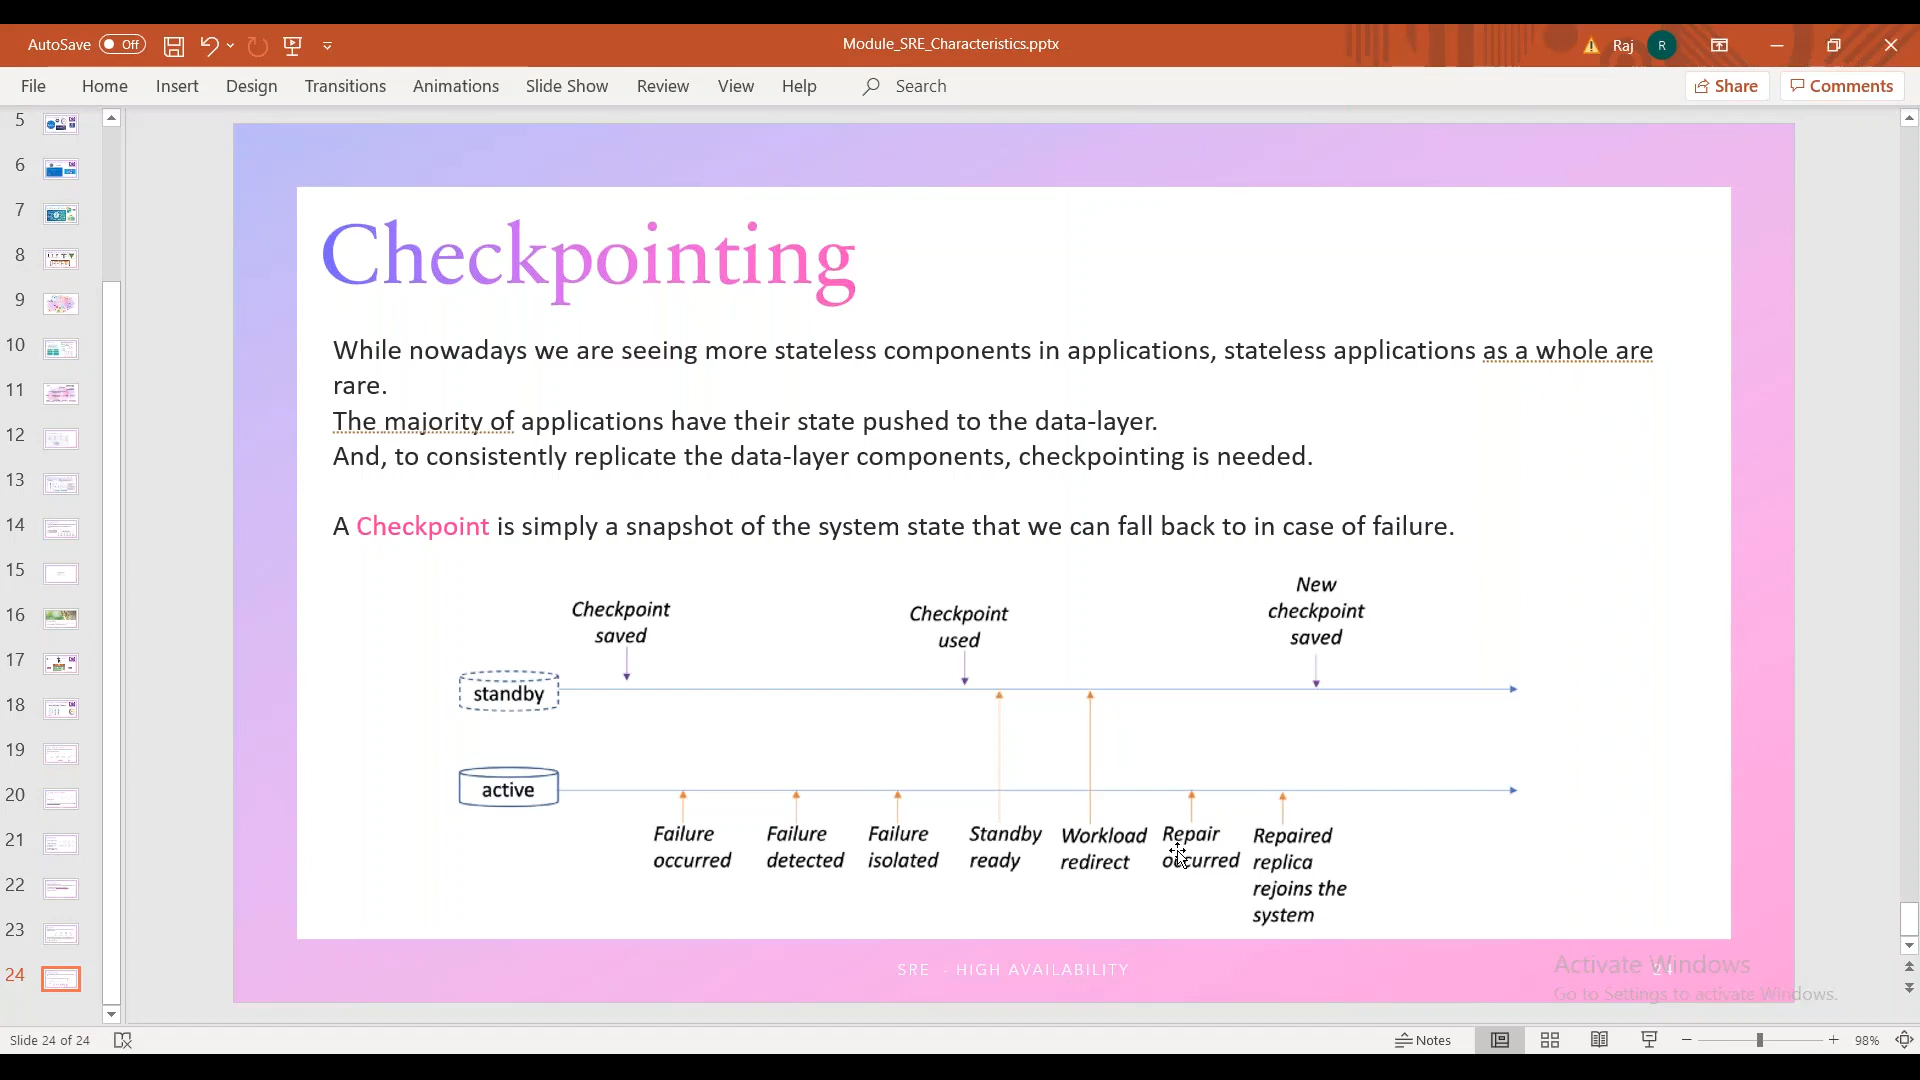 AutoSave Off
Module_SRE_Characteristics.pptx
Raj R
File Home Insert Design Transitions Animations Slide Show Review View Help Search
Share Comments
5
6
7
8
9
10
11
12
13
14
15
16
17
18
19
20
21
22
23
24
Checkpointing
While nowadays we are seeing more stateless components in applications, stateless applications as a whole are
rare.
The majority of applications have their state pushed to the data-layer.
And, to consistently replicate the data-layer components, checkpointing is needed.
A Checkpoint is simply a snapshot of the system state that we can fall back to in case of failure.
Checkpoint
saved
Checkpoint
used
New
checkpoint
saved
standby
active
Failure
occurred
Failure
detected
Failure
isolated
Standby
ready
Workload
redirect
Repair
occurred
Repaired
replica
rejoins the
system
SRE - HIGH AVAILABILITY
24
Activate Windows
Go to Settings to activate Windows.
Slide 24 of 24
Notes
98%